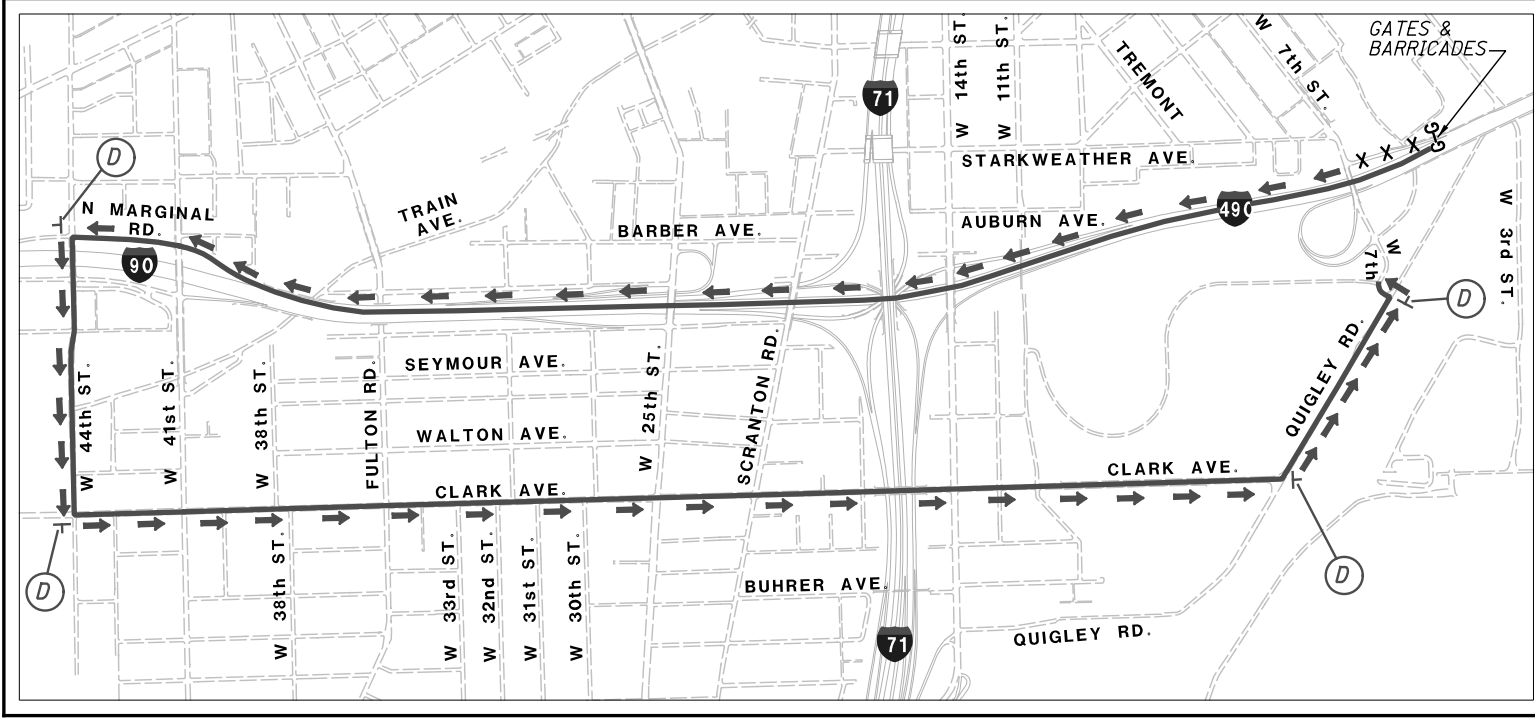 GATES &
BARRICADES
W 7th ST.
W 14th ST.
W 11th ST.
TREMONT
71
STARKWEATHER AVE.
G
G
X X X
D
N MARGINAL
RD.
TRAIN
AVE.
BARBER AVE.
AUBURN AVE.
490
W 3rd ST.
90
W
7th
D
SEYMOUR AVE.
W 44th ST.
W 41st ST.
W 38th ST.
FULTON RD.
W 25th ST.
SCRANTON RD.
QUIGLEY RD.
WALTON AVE.
CLARK AVE.
CLARK AVE.
D
W 38th ST.
W 33rd ST.
W 32nd ST.
W 31st ST.
W 30th ST.
BUHRER AVE.
D
71
QUIGLEY RD.